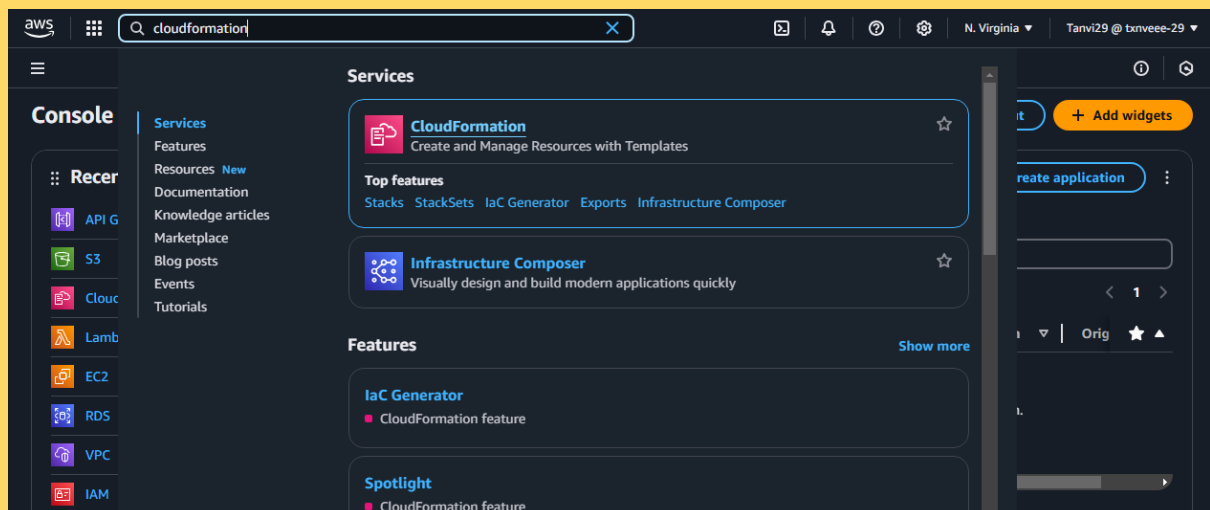 aws
cloudformation
N. Virginia
Tanvi29 @ txnveee-29
Console
Add widgets
Recer
reate application
API G
S3
Cloud
Lamb
EC2
RDS
VPC
IAM
Services
Features
Resources New
Documentation
Knowledge articles
Marketplace
Blog posts
Events
Tutorials
Services
CloudFormation
Create and Manage Resources with Templates
Top features
Stacks StackSets IaC Generator Exports Infrastructure Composer
Infrastructure Composer
Visually design and build modern applications quickly
Features
Show more
IaC Generator
CloudFormation feature
Spotlight
CloudFormation feature
1
Orig